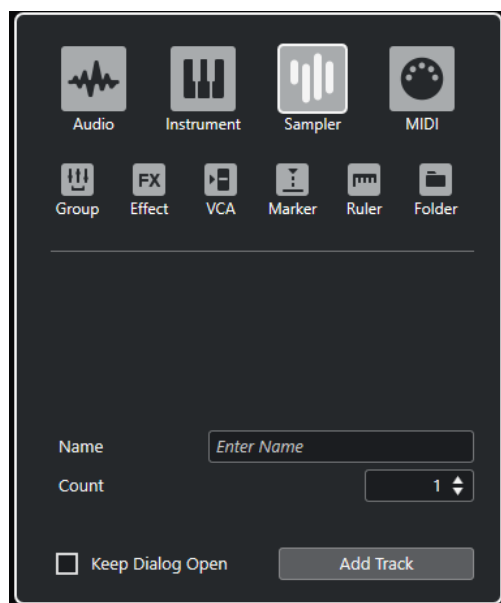 Audio Instrument Sampler MIDI
FX
Group Effect VCA Marker Ruler Folder
Name Enter Name
Count 1
Keep Dialog Open Add Track